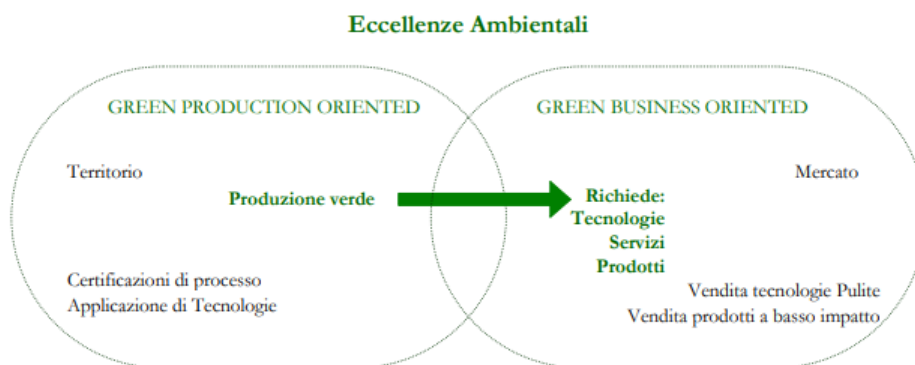 Eccellenze Ambientali
GREEN PRODUCTION ORIENTED
GREEN BUSINESS ORIENTED
Territorio
Mercato
Produzione verde
Richiede:
Tecnologie
Servizi
Prodotti
Certificazioni di processo
Applicazione di Tecnologie
Vendita tecnologie Pulite
Vendita prodotti a basso impatto